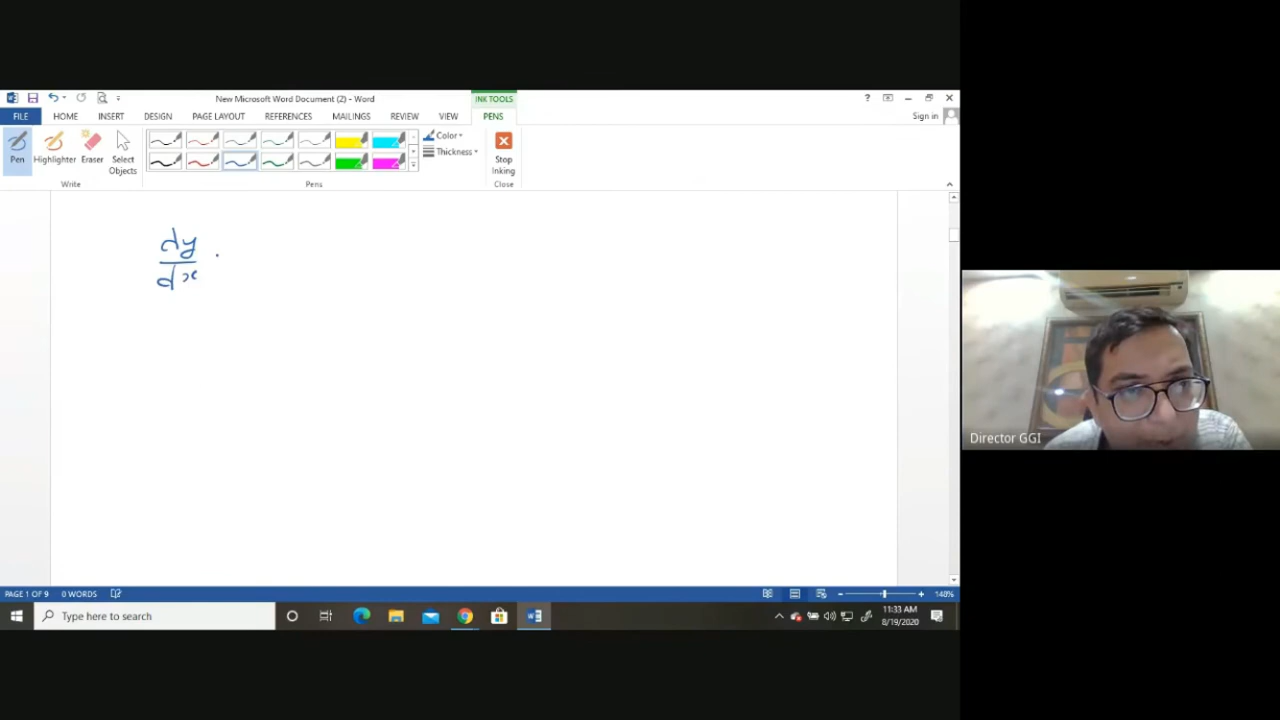 New Microsoft Word Document (2) - Word
INK TOOLS
?
FILE
HOME
INSERT
DESIGN
PAGE LAYOUT
REFERENCES
MAILINGS
REVIEW
VIEW
PENS
Sign in
Pen
Highlighter
Eraser
Select
Objects
Color
Thickness
Stop
Inking
Write
Pens
Close
dy
dx
Director GGI
PAGE 1 OF 9
0 WORDS
148%
Type here to search
11:33 AM
8/19/2020